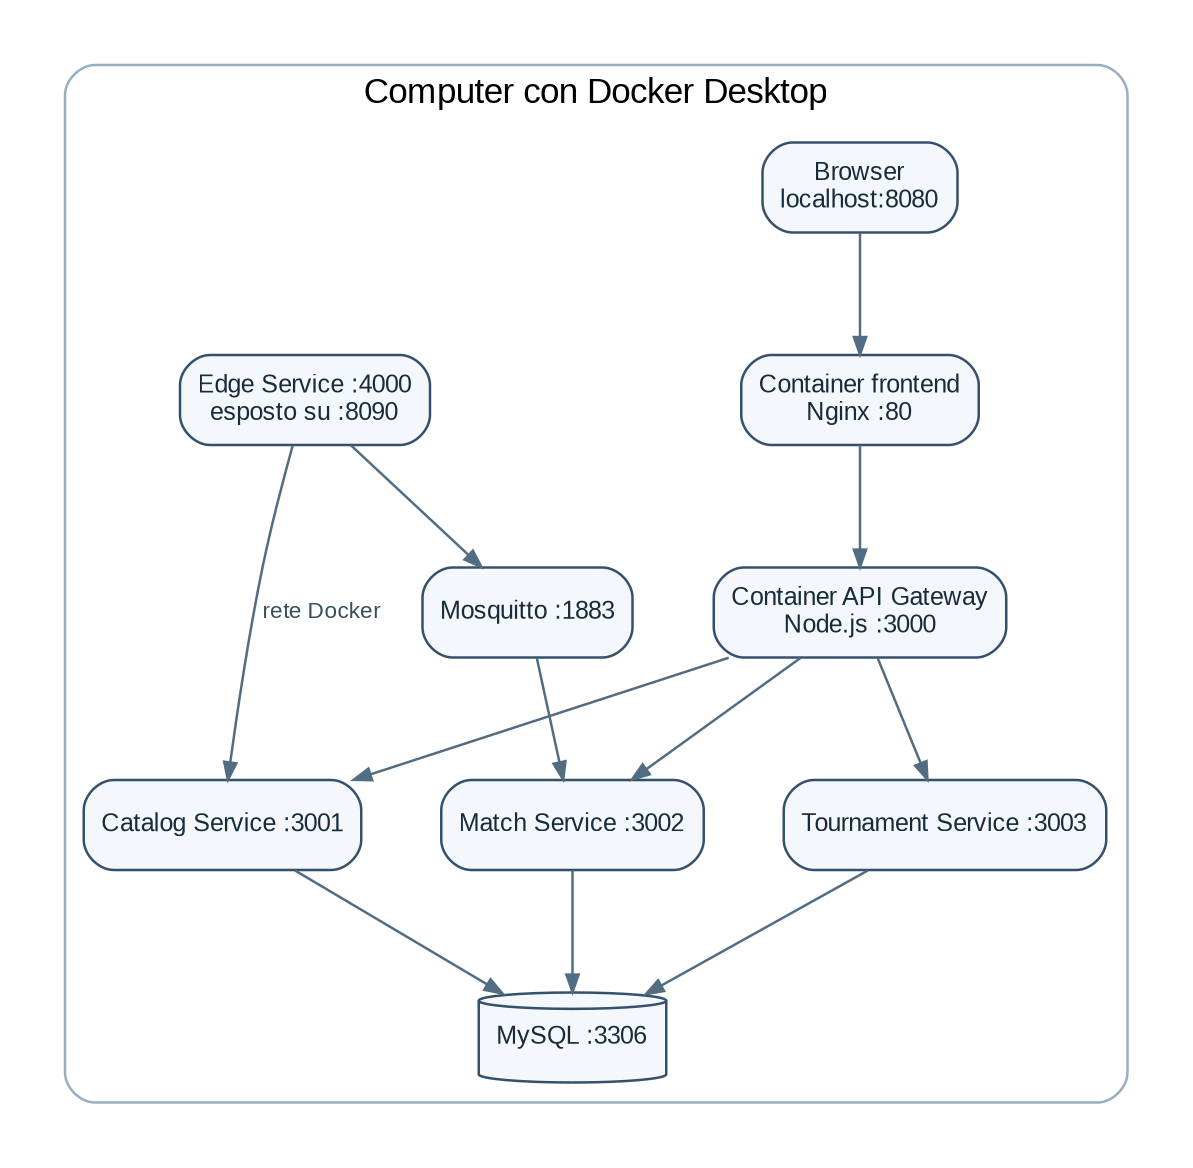 Computer con Docker Desktop
Browser
localhost:8080
Edge Service :4000
esposto su :8090
Container frontend
Nginx :80
rete Docker
Mosquitto :1883
Container API Gateway
Node.js :3000
Catalog Service :3001
Match Service :3002
Tournament Service :3003
MySQL :3306